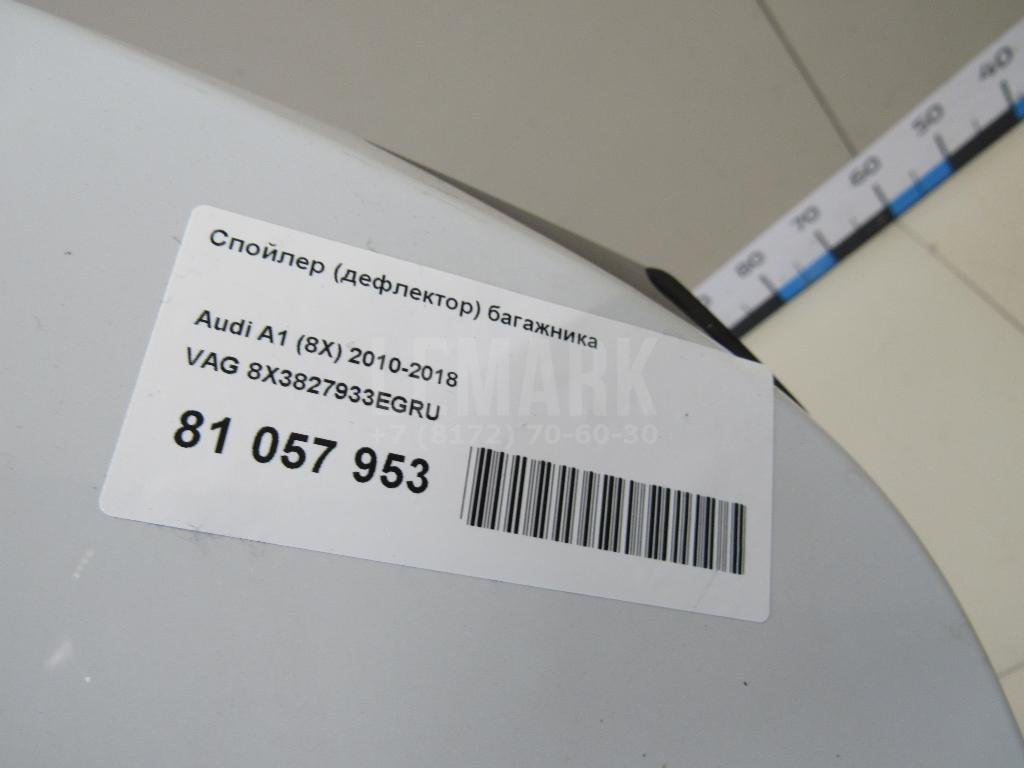 Спойлер (дефлектор) багажника
Audi A1 (8X) 2010-2018
VAG 8X3827933EGRU
81 057 953
LEMARK
+7 (8172) 70-60-30
40
50
60
70
80